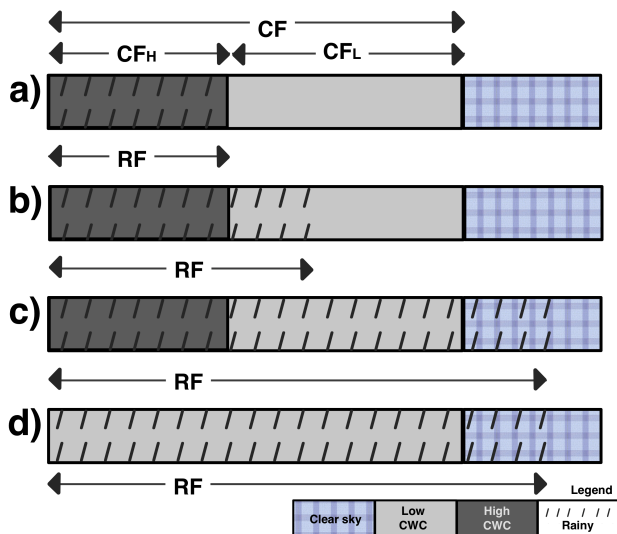 CF
CFH CFL
a)
RF
b)
RF
c)
RF
d)
RF
Legend
Clear sky
Low
CWC
High
CWC
Rainy